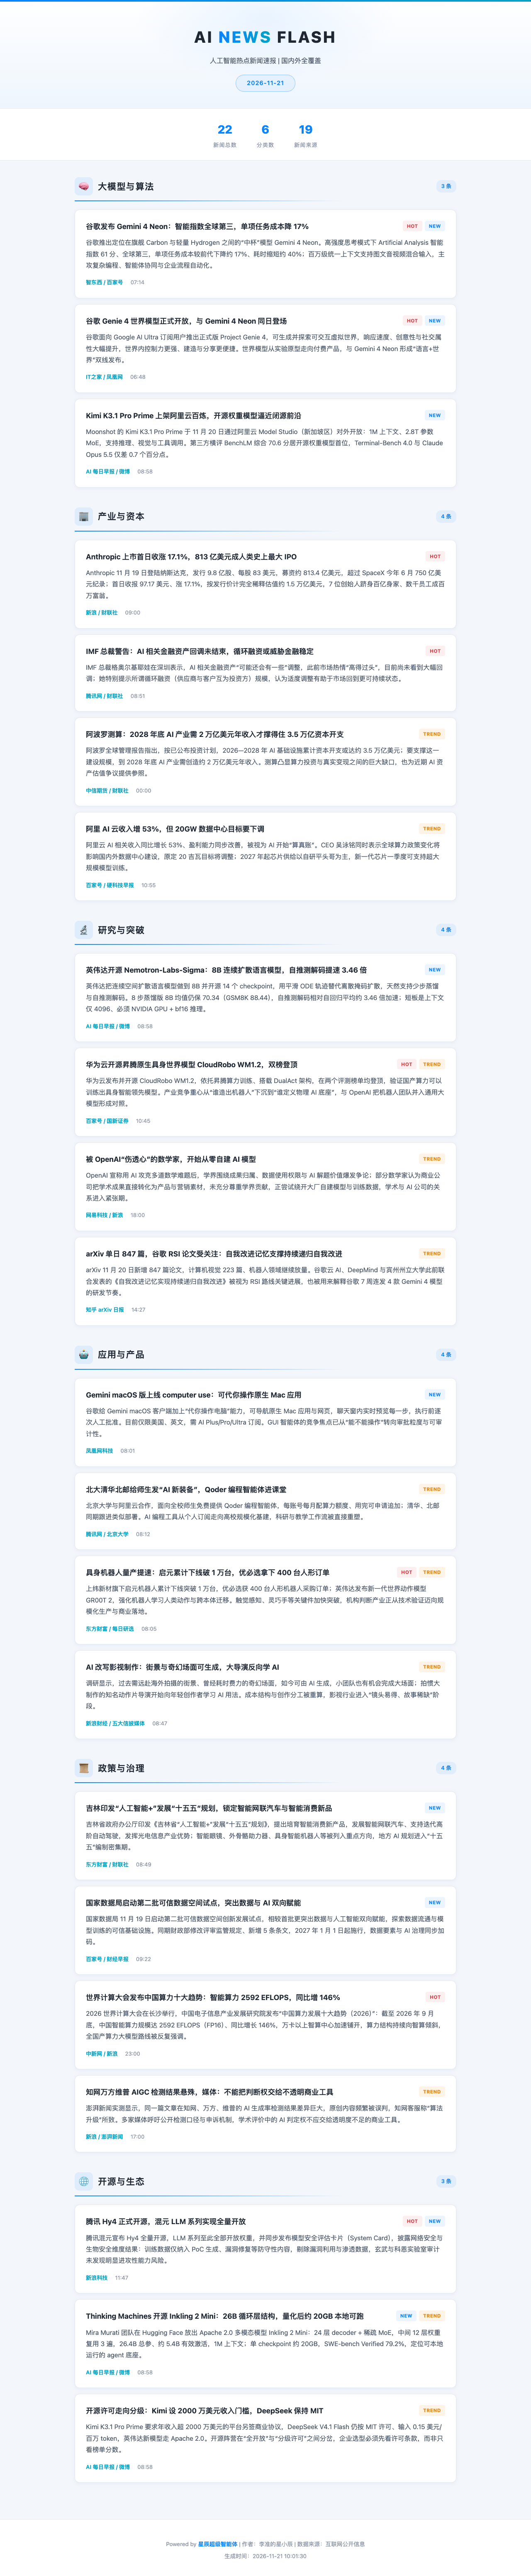 AI NEWS FLASH
人工智能热点新闻速报 | 国内外全覆盖
2026-11-21
22 6 19
新闻总数 分类数 新闻来源
大模型与算法 3 条
谷歌发布 Gemini 4 Neon：智能指数全球第三，单项任务成本降 17% HOT NEW
谷歌推出定位在旗舰 Carbon 与轻量 Hydrogen 之间的“中杯”模型 Gemini 4 Neon。高强度思考模式下 Artificial Analysis 智能
指数 61 分、全球第三，单项任务成本较前代下降约 17%、耗时缩短约 40%；百万级统一上下文支持图文音视频混合输入，主
攻复杂编程、智能体协同与企业流程自动化。
智东西 / 百家号 07:14
谷歌 Genie 4 世界模型正式开放，与 Gemini 4 Neon 同日登场 HOT NEW
谷歌面向 Google AI Ultra 订阅用户推出正式版 Project Genie 4，可生成并探索可交互虚拟世界，响应速度、创意性与社交属
性大幅提升，世界内控制力更强、建造与分享更便捷。世界模型从实验原型走向付费产品，与 Gemini 4 Neon 形成“语言+世
界”双线发布。
IT之家 / 凤凰网 06:48
Kimi K3.1 Pro Prime 上架阿里云百炼，开源权重模型逼近闭源前沿 NEW
Moonshot 的 Kimi K3.1 Pro Prime 于 11 月 20 日通过阿里云 Model Studio（新加坡区）对外开放：1M 上下文、2.8T 参数
MoE，支持推理、视觉与工具调用。第三方横评 BenchLM 综合 70.6 分居开源权重模型首位，Terminal-Bench 4.0 与 Claude
Opus 5.5 仅差 0.7 个百分点。
AI 每日早报 / 微博 08:58
产业与资本 4 条
Anthropic 上市首日收涨 17.1%，813 亿美元成人类史上最大 IPO HOT
Anthropic 11 月 19 日登陆纳斯达克，发行 9.8 亿股、每股 83 美元，募资约 813.4 亿美元，超过 SpaceX 今年 6 月 750 亿美
元纪录；首日收报 97.17 美元、涨 17.1%，按发行价计完全稀释估值约 1.5 万亿美元，7 位创始人跻身百亿身家、数千员工成百
万富翁。
新浪 / 财联社 09:00
IMF 总裁警告：AI 相关金融资产回调未结束，循环融资或威胁金融稳定 HOT
IMF 总裁格奥尔基耶娃在深圳表示，AI 相关金融资产“可能还会有一些”调整，此前市场热情“高得过头”，目前尚未看到大幅回
调；她特别提示所谓循环融资（供应商与客户互为投资方）规模，认为适度调整有助于市场回到更可持续状态。
腾讯网 / 财联社 08:51
阿波罗测算：2028 年底 AI 产业需 2 万亿美元年收入才撑得住 3.5 万亿资本开支 TREND
阿波罗全球管理报告指出，按已公布投资计划，2026—2028 年 AI 基础设施累计资本开支或达约 3.5 万亿美元；要支撑这一
建设规模，到 2028 年底 AI 产业需创造约 2 万亿美元年收入。测算凸显算力投资与真实变现之间的巨大缺口，也为近期 AI 资
产估值争议提供参照。
中信期货 / 财联社 00:00
阿里 AI 云收入增 53%，但 20GW 数据中心目标要下调 TREND
阿里云 AI 相关收入同比增长 53%、盈利能力同步改善，被视为 AI 开始“算真账”。CEO 吴泳铭同时表示全球算力政策变化将
影响国内外数据中心建设，原定 20 吉瓦目标将调整；2027 年起芯片供给以自研平头哥为主，新一代芯片一季度可支持超大
规模模型训练。
百家号 / 硬科技早报 10:55
研究与突破 4 条
英伟达开源 Nemotron-Labs-Sigma：8B 连续扩散语言模型，自推测解码提速 3.46 倍 NEW
英伟达把连续空间扩散语言模型做到 8B 并开源 14 个 checkpoint，用平滑 ODE 轨迹替代离散掩码扩散，天然支持少步蒸馏
与自推测解码。8 步蒸馏版 8B 均值仍保 70.34（GSM8K 88.44），自推测解码相对自回归平均约 3.46 倍加速；短板是上下文
仅 4096、必须 NVIDIA GPU + bf16 推理。
AI 每日早报 / 微博 08:58
华为云开源昇腾原生具身世界模型 CloudRobo WM1.2，双榜登顶 HOT TREND
华为云发布并开源 CloudRobo WM1.2，依托昇腾算力训练、搭载 DualAct 架构，在两个评测榜单均登顶，验证国产算力可以
训练出具身智能领先模型。产业竞争重心从“谁造出机器人”下沉到“谁定义物理 AI 底座”，与 OpenAI 把机器人团队并入通用大
模型形成对照。
百家号 / 国新证券 10:45
被 OpenAI“伤透心”的数学家，开始从零自建 AI 模型 TREND
OpenAI 宣称用 AI 攻克多道数学难题后，学界围绕成果归属、数据使用权限与 AI 解题价值爆发争论；部分数学家认为商业公
司把学术成果直接转化为产品与营销素材，未充分尊重学界贡献，正尝试绕开大厂自建模型与训练数据，学术与 AI 公司的关
系进入紧张期。
网易科技 / 新浪 18:00
arXiv 单日 847 篇，谷歌 RSI 论文受关注：自我改进记忆支撑持续递归自我改进 TREND
arXiv 11 月 20 日新增 847 篇论文，计算机视觉 223 篇、机器人领域继续放量。谷歌云 AI、DeepMind 与宾州州立大学此前联
合发表的《自我改进记忆实现持续递归自我改进》被视为 RSI 路线关键进展，也被用来解释谷歌 7 周连发 4 款 Gemini 4 模型
的研发节奏。
知乎 arXiv 日报 14:27
应用与产品 4 条
Gemini macOS 版上线 computer use：可代你操作原生 Mac 应用 NEW
谷歌给 Gemini macOS 客户端加上“代你操作电脑”能力，可导航原生 Mac 应用与网页，聊天窗内实时预览每一步，执行前逐
次人工批准。目前仅限美国、英文，需 AI Plus/Pro/Ultra 订阅。GUI 智能体的竞争焦点已从“能不能操作”转向审批粒度与可审
计性。
凤凰网科技 08:01
北大清华北邮给师生发“AI 新装备”，Qoder 编程智能体进课堂 TREND
北京大学与阿里云合作，面向全校师生免费提供 Qoder 编程智能体，每账号每月配算力额度、用完可申请追加；清华、北邮
同期跟进类似部署。AI 编程工具从个人订阅走向高校规模化基建，科研与教学工作流被直接重塑。
腾讯网 / 北京大学 08:12
具身机器人量产提速：启元累计下线破 1 万台，优必选拿下 400 台人形订单 HOT TREND
上纬新材旗下启元机器人累计下线突破 1 万台，优必选获 400 台人形机器人采购订单；英伟达发布新一代世界动作模型
GR00T 2，强化机器人学习人类动作与跨本体迁移。触觉感知、灵巧手等关键件加快突破，机构判断产业正从技术验证迈向规
模化生产与商业落地。
东方财富 / 每日研选 08:05
AI 改写影视制作：街景与奇幻场面可生成，大导演反向学 AI TREND
调研显示，过去需远赴海外拍摄的街景、曾经耗时费力的奇幻场面，如今可由 AI 生成，小团队也有机会完成大场面；拍惯大
制作的知名动作片导演开始向年轻创作者学习 AI 用法。成本结构与创作分工被重算，影视行业进入“镜头易得、故事稀缺”阶
段。
新浪财经 / 五大信披媒体 08:47
政策与治理 4 条
吉林印发“人工智能+”发展“十五五”规划，锁定智能网联汽车与智能消费新品 NEW
吉林省政府办公厅印发《吉林省“人工智能+”发展“十五五”规划》，提出培育智能消费新产品，发展智能网联汽车、支持迭代高
阶自动驾驶，发挥光电信息产业优势；智能眼镜、外骨骼助力器、具身智能机器人等被列入重点方向，地方 AI 规划进入“十五
五”编制密集期。
东方财富 / 财联社 08:49
国家数据局启动第二批可信数据空间试点，突出数据与 AI 双向赋能 NEW
国家数据局 11 月 19 日启动第二批可信数据空间创新发展试点，相较首批更突出数据与人工智能双向赋能，探索数据流通与模
型训练的可信基础设施。同期财政部修改评审监督管规定、新增 5 条条文，2027 年 1 月 1 日起施行，数据要素与 AI 治理同步加
码。
百家号 / 财经早报 09:22
世界计算大会发布中国算力十大趋势：智能算力 2592 EFLOPS，同比增 146% HOT
2026 世界计算大会在长沙举行，中国电子信息产业发展研究院发布“中国算力发展十大趋势（2026）”：截至 2026 年 9 月
底，中国智能算力规模达 2592 EFLOPS（FP16）、同比增长 146%，万卡以上智算中心加速铺开，算力结构持续向智算倾斜，
全国产算力大模型路线被反复强调。
中新网 / 新浪 23:00
知网万方维普 AIGC 检测结果悬殊，媒体：不能把判断权交给不透明商业工具 TREND
澎湃新闻实测显示，同一篇文章在知网、万方、维普的 AI 生成率检测结果差异巨大，原创内容频繁被误判，知网客服称“算法
升级”所致。多家媒体呼吁公开检测口径与申诉机制，学术评价中的 AI 判定权不应交给透明度不足的商业工具。
新浪 / 澎湃新闻 17:00
开源与生态 3 条
腾讯 Hy4 正式开源，混元 LLM 系列实现全量开放 HOT NEW
腾讯混元宣布 Hy4 全量开源，LLM 系列至此全部开放权重，并同步发布模型安全评估卡片（System Card），披露网络安全与
生物安全维度结果：训练数据仅纳入 PoC 生成、漏洞修复等防守性内容，剔除漏洞利用与渗透数据，玄武与科恩实验室审计
未发现明显进攻性能力风险。
新浪科技 11:47
Thinking Machines 开源 Inkling 2 Mini：26B 循环层结构，量化后约 20GB 本地可跑 NEW TREND
Mira Murati 团队在 Hugging Face 放出 Apache 2.0 多模态模型 Inkling 2 Mini：24 层 decoder + 稀疏 MoE，中间 12 层权重
复用 3 遍，26.4B 总参、约 5.4B 有效激活，1M 上下文；单 checkpoint 约 20GB，SWE-bench Verified 79.2%，定位可本地
运行的 agent 底座。
AI 每日早报 / 微博 08:58
开源许可走向分级：Kimi 设 2000 万美元收入门槛，DeepSeek 保持 MIT TREND
Kimi K3.1 Pro Prime 要求年收入超 2000 万美元的平台另签商业协议，DeepSeek V4.1 Flash 仍按 MIT 许可、输入 0.15 美元/
百万 token，英伟达新模型走 Apache 2.0。开源阵营在“全开放”与“分级许可”之间分岔，企业选型必须先看许可条款，而非只
看榜单分数。
AI 每日早报 / 微博 08:58
Powered by 星辰超级智能体 | 作者：李准的星小辰 | 数据来源：互联网公开信息
生成时间：2026-11-21 10:01:30